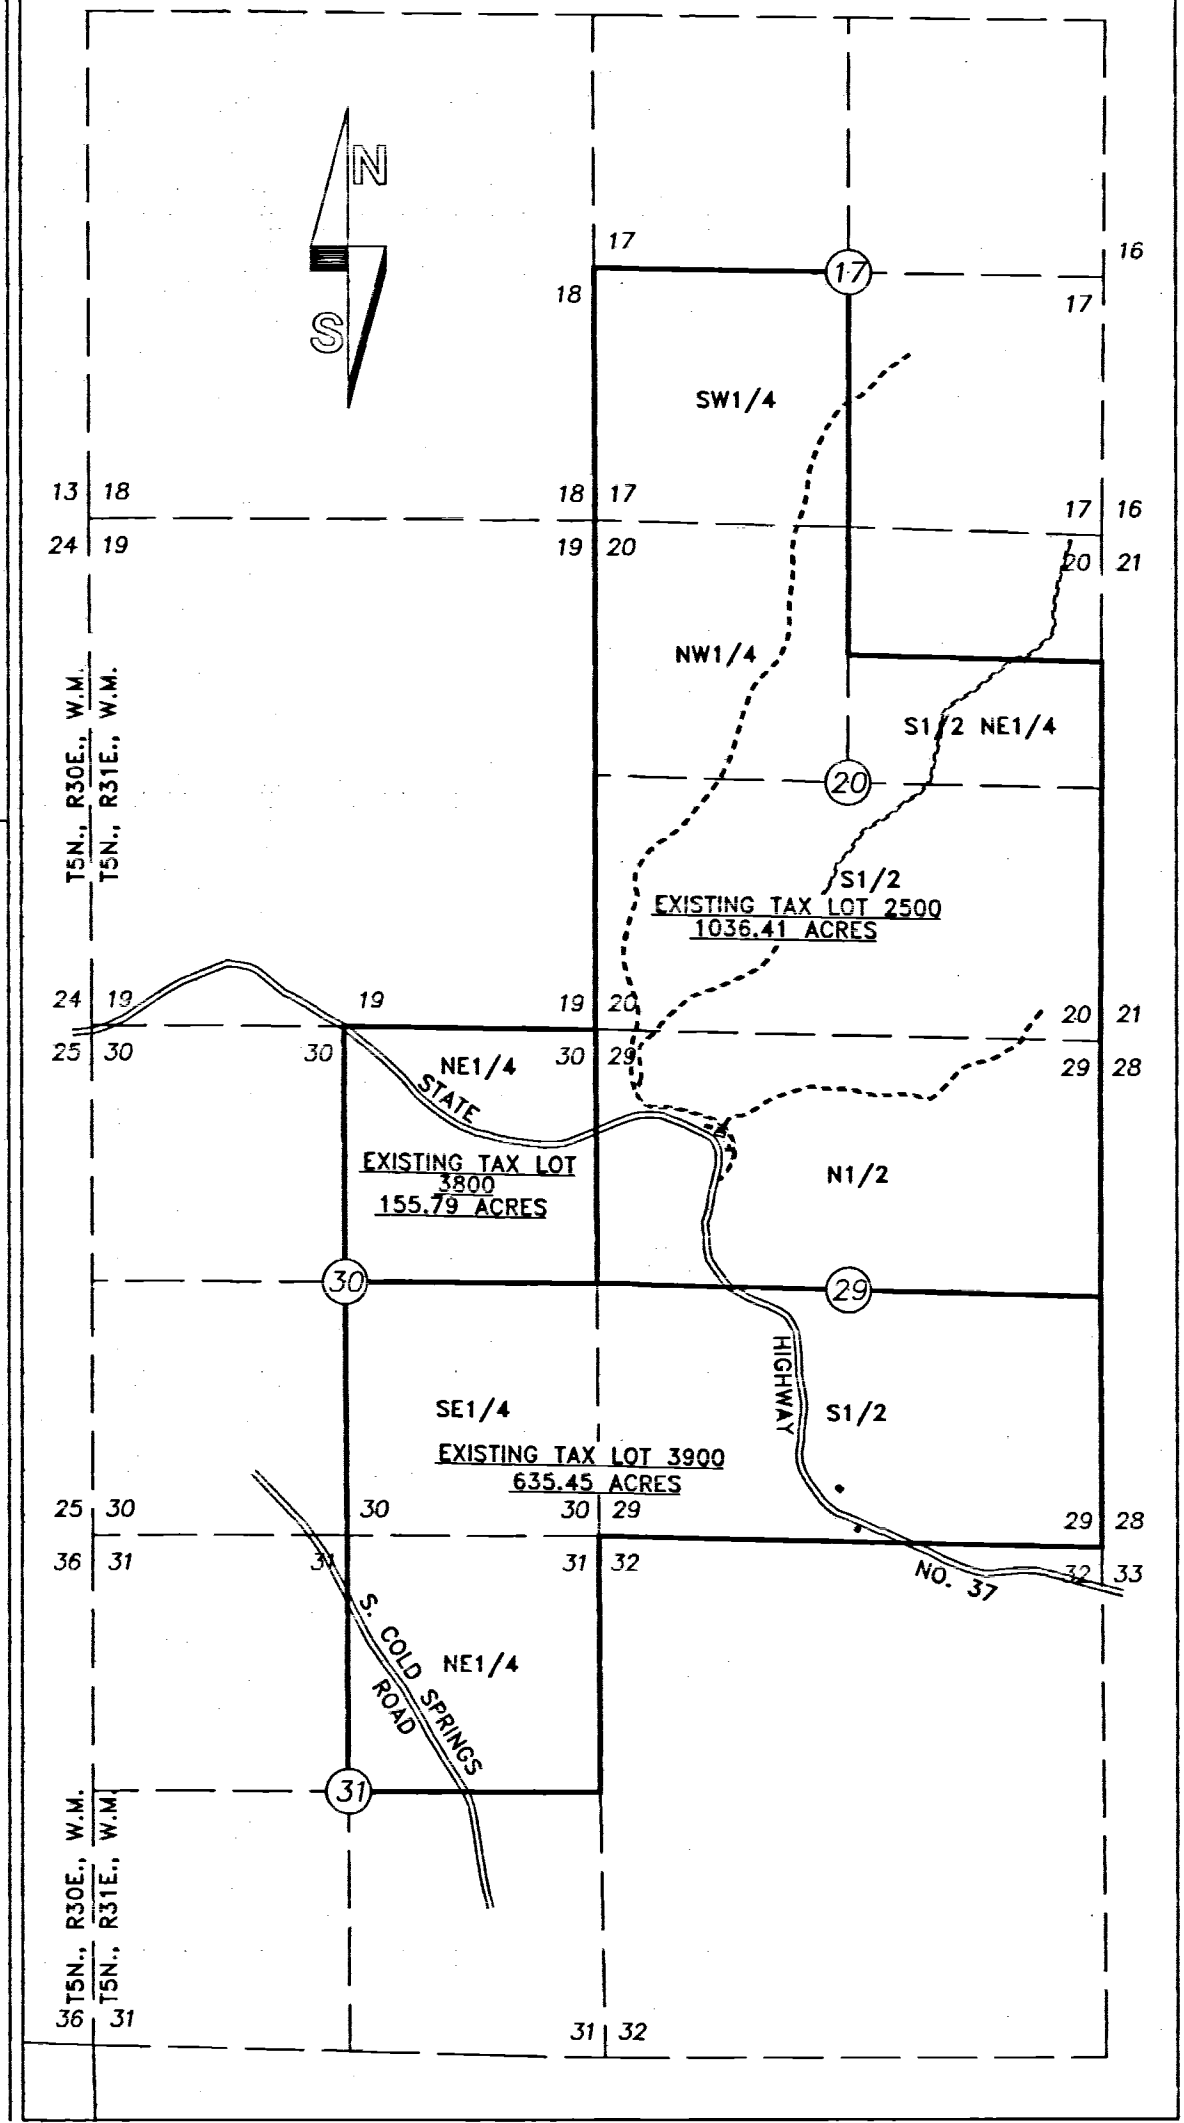 N
17
16
17
18
17
S
SW1/4
13 18
18 17
17 16
24 19
19 20
20 21
NW1/4
T5N., R30E., W.M.
T5N., R31E., W.M.
S1/2 NE1/4
20
S1/2
EXISTING TAX LOT 2500
1036.41 ACRES
24 19
19
19 20
20 21
25 30
30
30 29
29 28
NE1/4
STATE
EXISTING TAX LOT
3800
155.79 ACRES
N1/2
30
29
HIGHWAY
SE1/4
S1/2
EXISTING TAX LOT 3900
635.45 ACRES
25 30
30
30 29
29 28
36 31
31
31 32
32 33
NO. 37
S. COLD SPRINGS
ROAD
NE1/4
31
T5N., R30E., W.M.
T5N., R31E., W.M.
36 31
31 32